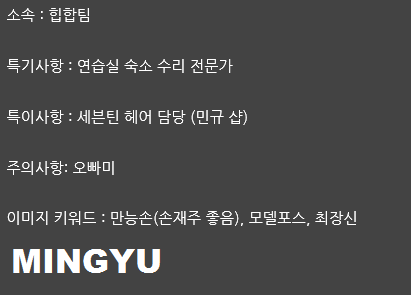 소속 : 힙합팀
특기사항 : 연습실 숙소 수리 전문가
특이사항 : 세븐틴 헤어 담당 (민규 샵)
주의사항: 오빠미
이미지 키워드 : 만능손(손재주 좋음), 모델포스, 최장신
MINGYU